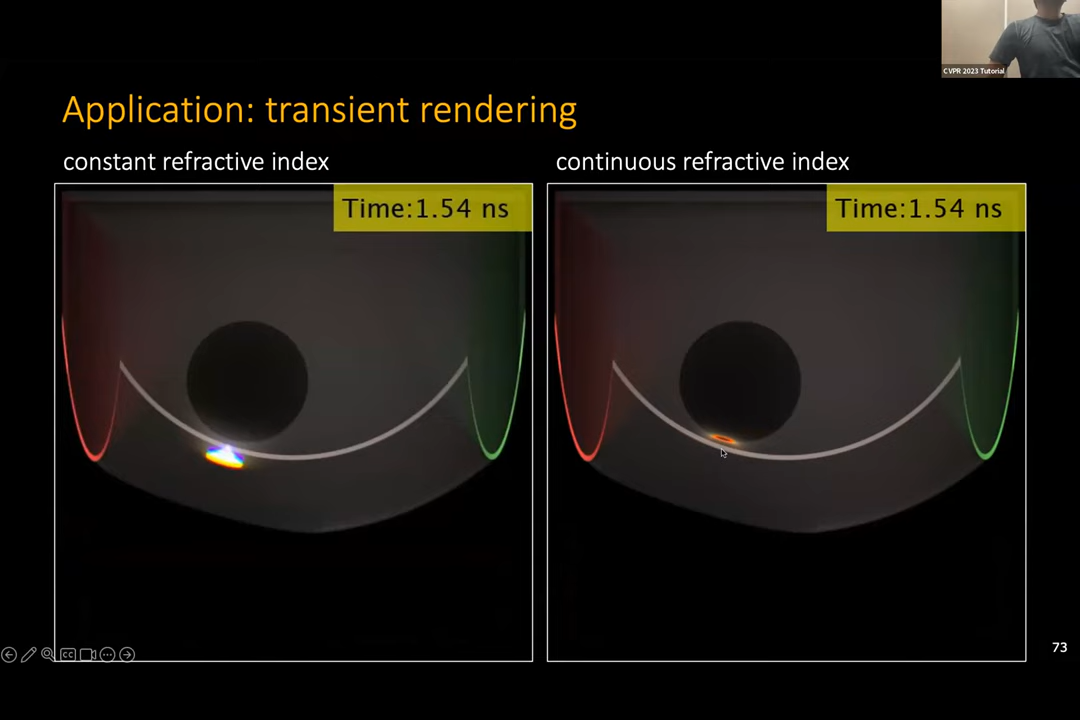 CVPR 2023 Tutorial
Application: transient rendering
constant refractive index
continuous refractive index
Time:1.54 ns
Time:1.54 ns
73